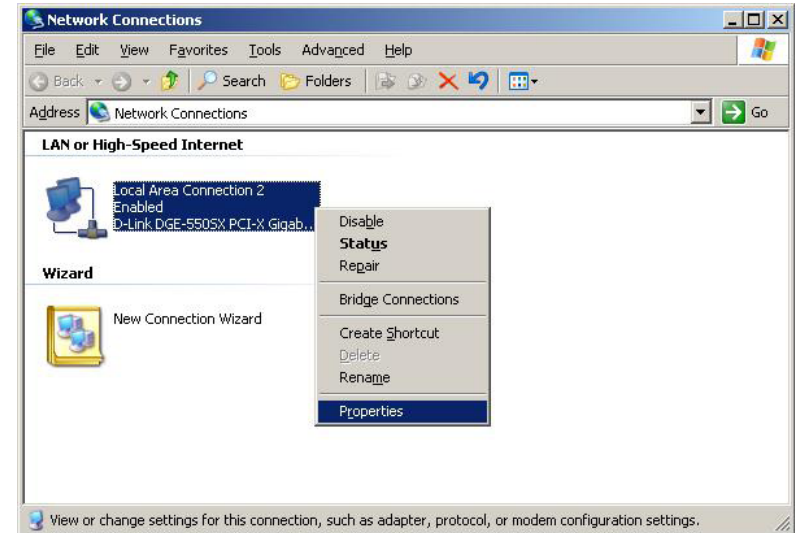 Network Connections
File Edit View Favorites Tools Advanced Help
Back Search Folders
Address Network Connections Go
LAN or High-Speed Internet
Local Area Connection 2
Enabled
D-Link DGE-550SX PCI-X Gigab...
Disable
Status
Repair
Bridge Connections
Create Shortcut
Delete
Rename
Properties
Wizard
New Connection Wizard
View or change settings for this connection, such as adapter, protocol, or modem configuration settings.